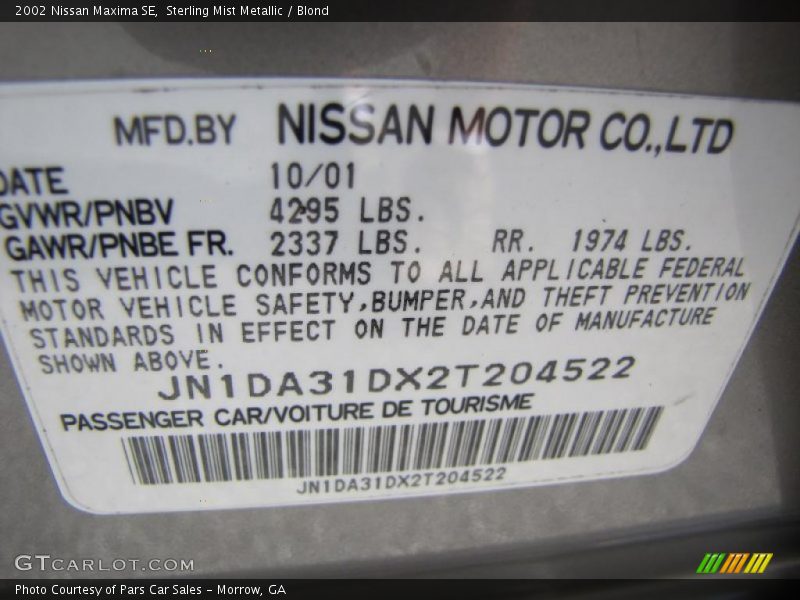 2002 Nissan Maxima SE,  Sterling Mist Metallic / Blond
MFD.BY NISSAN MOTOR CO.,LTD
DATE 10/01
GVWR/PNBV 4295 LBS.
GAWR/PNBE FR. 2337 LBS. RR. 1974 LBS.
THIS VEHICLE CONFORMS TO ALL APPLICABLE FEDERAL
MOTOR VEHICLE SAFETY,BUMPER,AND THEFT PREVENTION
STANDARDS IN EFFECT ON THE DATE OF MANUFACTURE
SHOWN ABOVE.
JN1DA31DX2T204522
PASSENGER CAR/VOITURE DE TOURISME
JN1DA31DX2T204522
GTCARLOT.COM
Photo Courtesy of Pars Car Sales - Morrow, GA